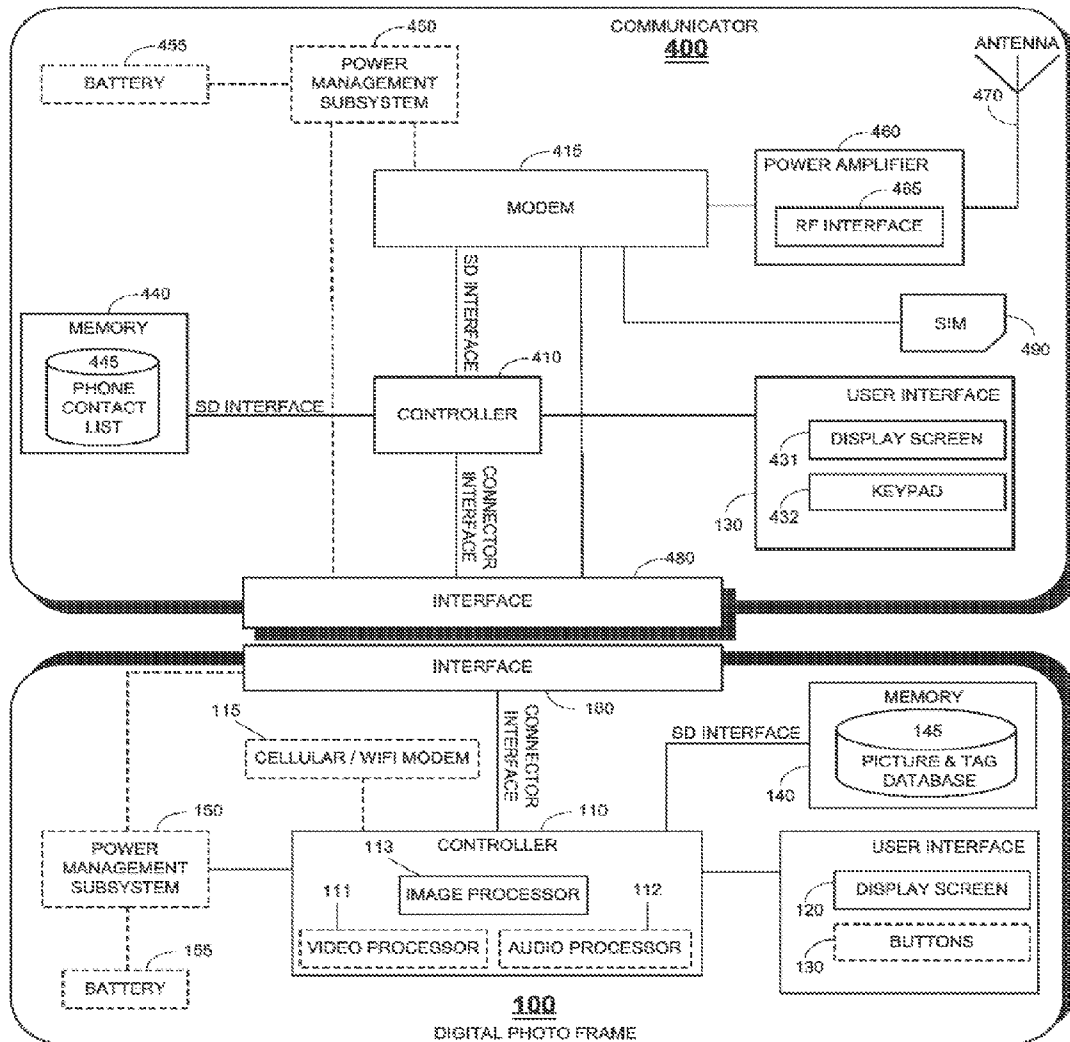 COMMUNICATOR
400
ANTENNA
455
BATTERY
450
POWER
MANAGEMENT
SUBSYSTEM
470
415
MODEM
460
POWER AMPLIFIER
465
RF INTERFACE
SD INTERFACE
440
MEMORY
445
PHONE
CONTACT
LIST
SD INTERFACE
410
CONTROLLER
SIM
490
USER INTERFACE
DISPLAY SCREEN
431
KEYPAD
432
130
CONNECTOR
INTERFACE
480
INTERFACE
INTERFACE
180
115
CELLULAR / WIFI MODEM
CONNECTOR
INTERFACE
SD INTERFACE
MEMORY
145
PICTURE & TAG
DATABASE
140
150
POWER
MANAGEMENT
SUBSYSTEM
110
CONTROLLER
113
IMAGE PROCESSOR
111
VIDEO PROCESSOR
112
AUDIO PROCESSOR
USER INTERFACE
DISPLAY SCREEN
120
BUTTONS
130
155
BATTERY
100
DIGITAL PHOTO FRAME